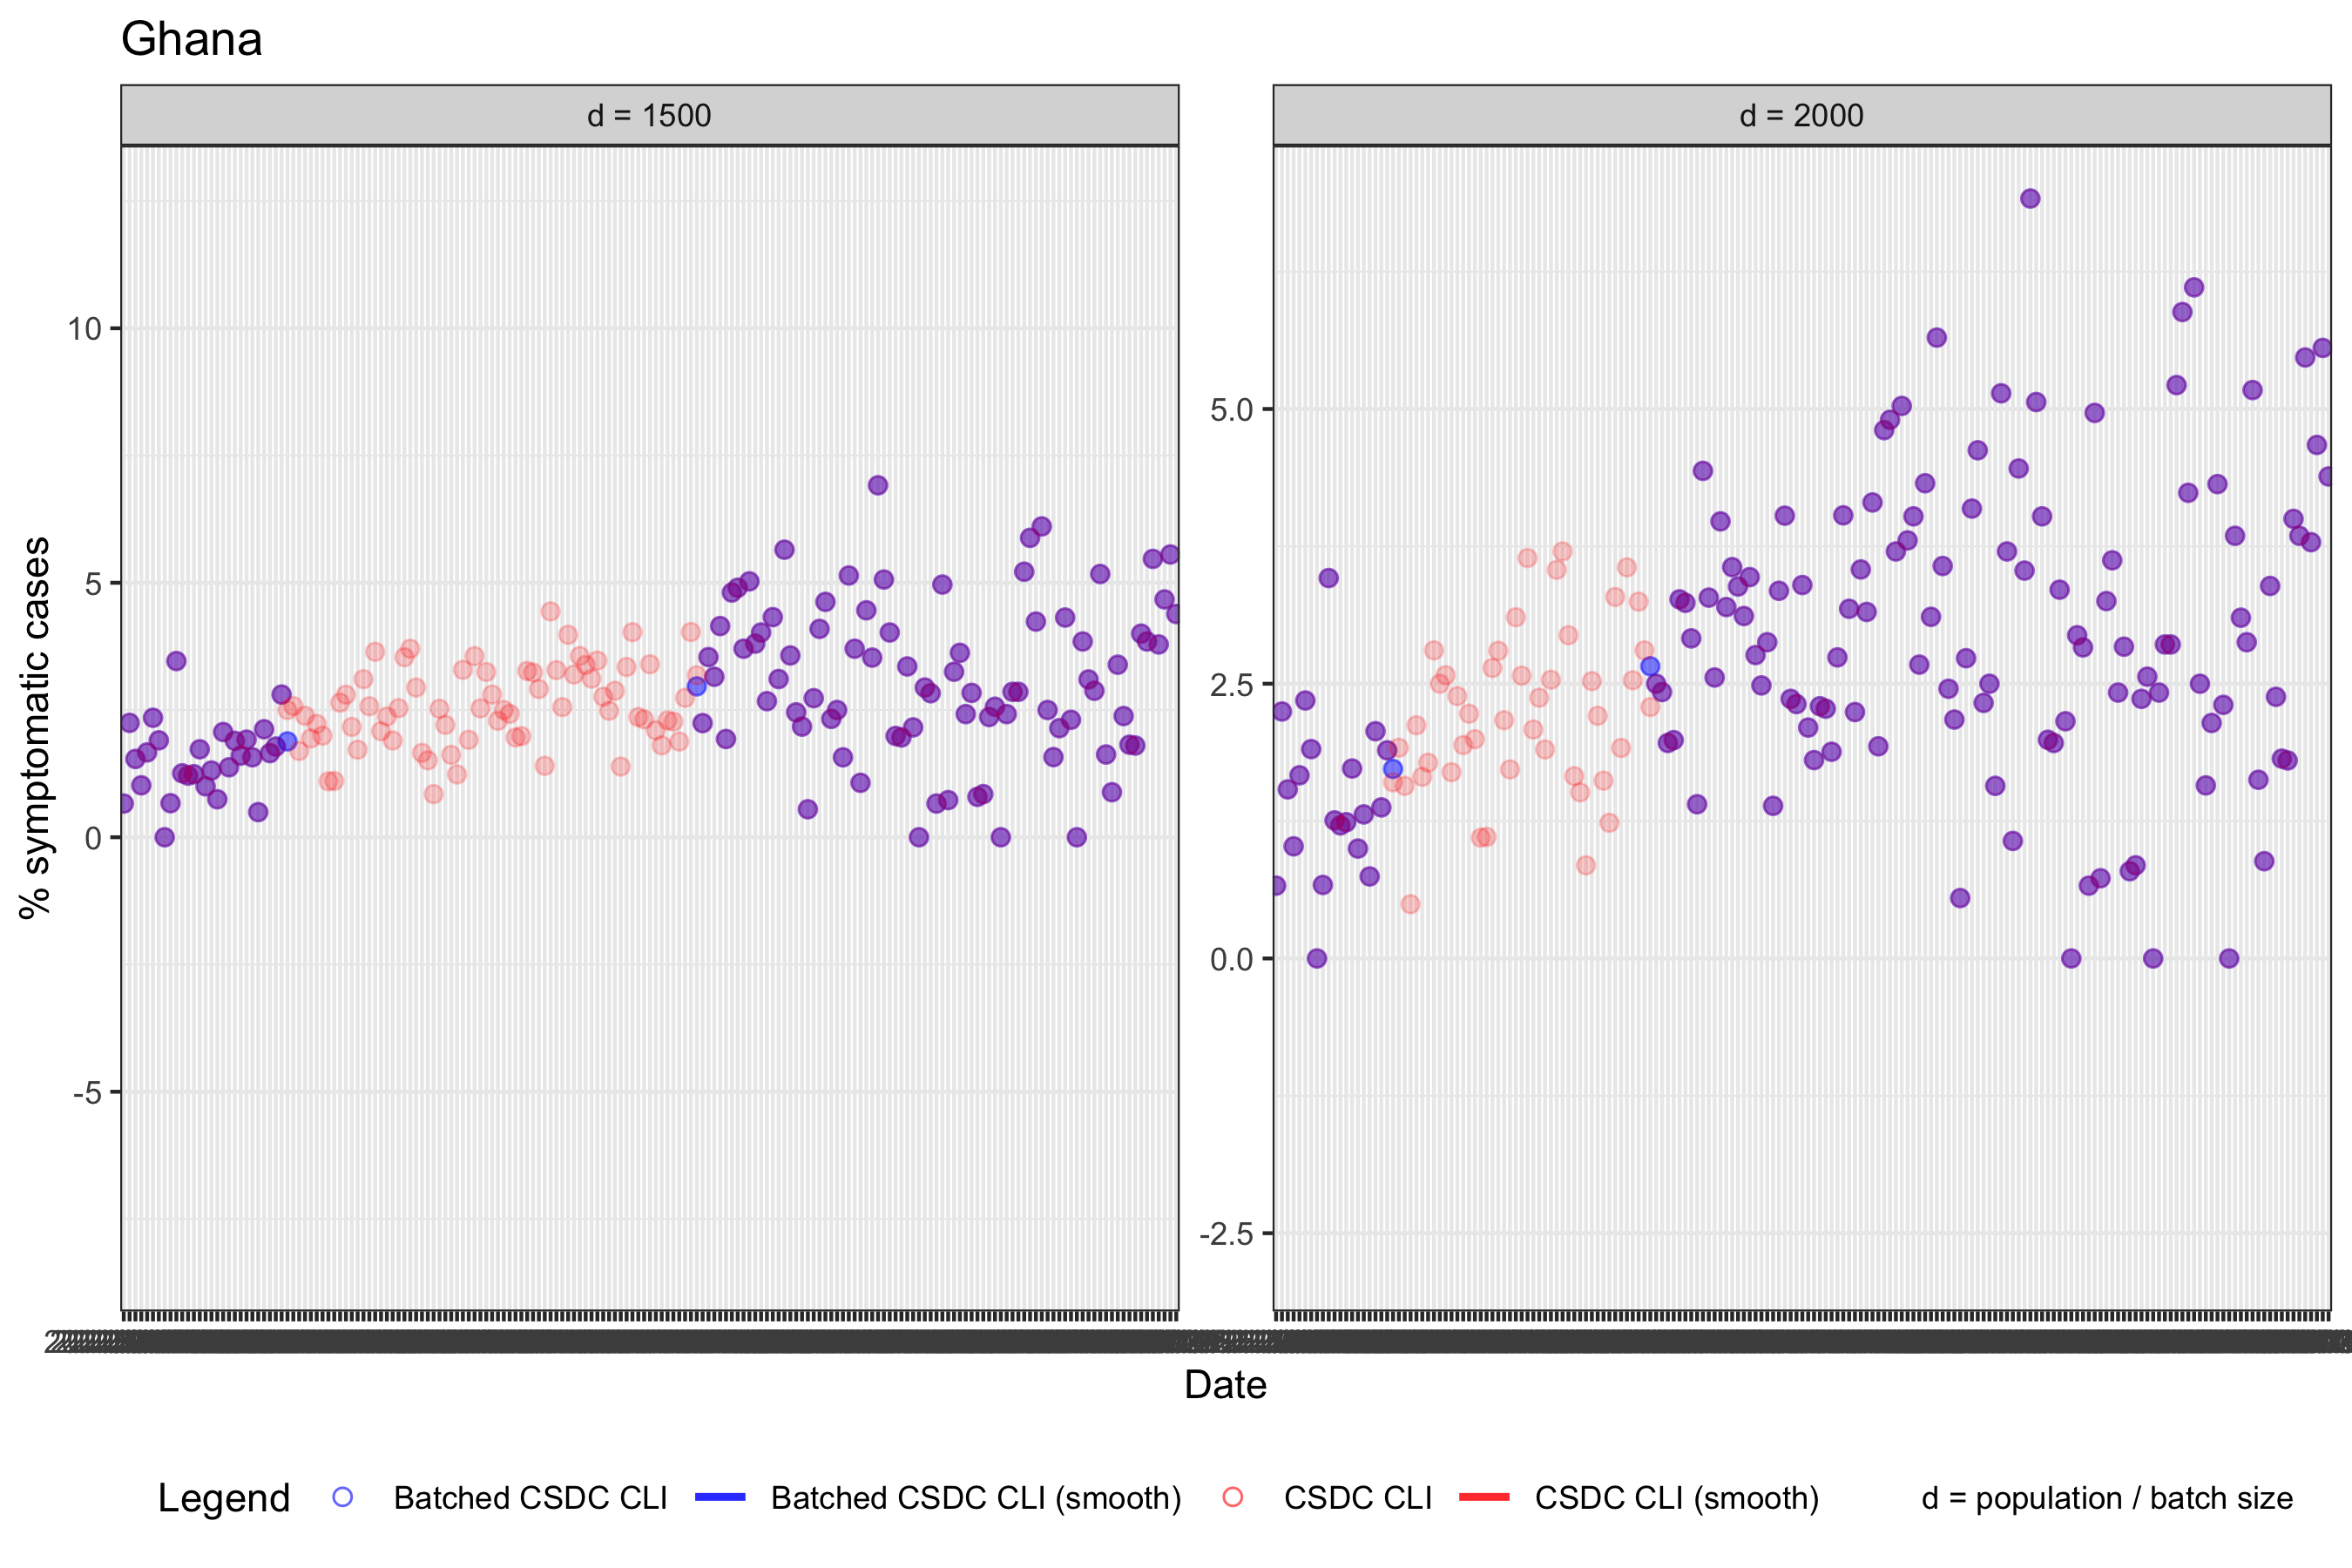 Ghana
d = 1500
d = 2000
% symptomatic cases
10
5
0
-5
5.0
2.5
0.0
-2.5
Date
Legend
Batched CSDC CLI
Batched CSDC CLI (smooth)
CSDC CLI
CSDC CLI (smooth)
d = population / batch size